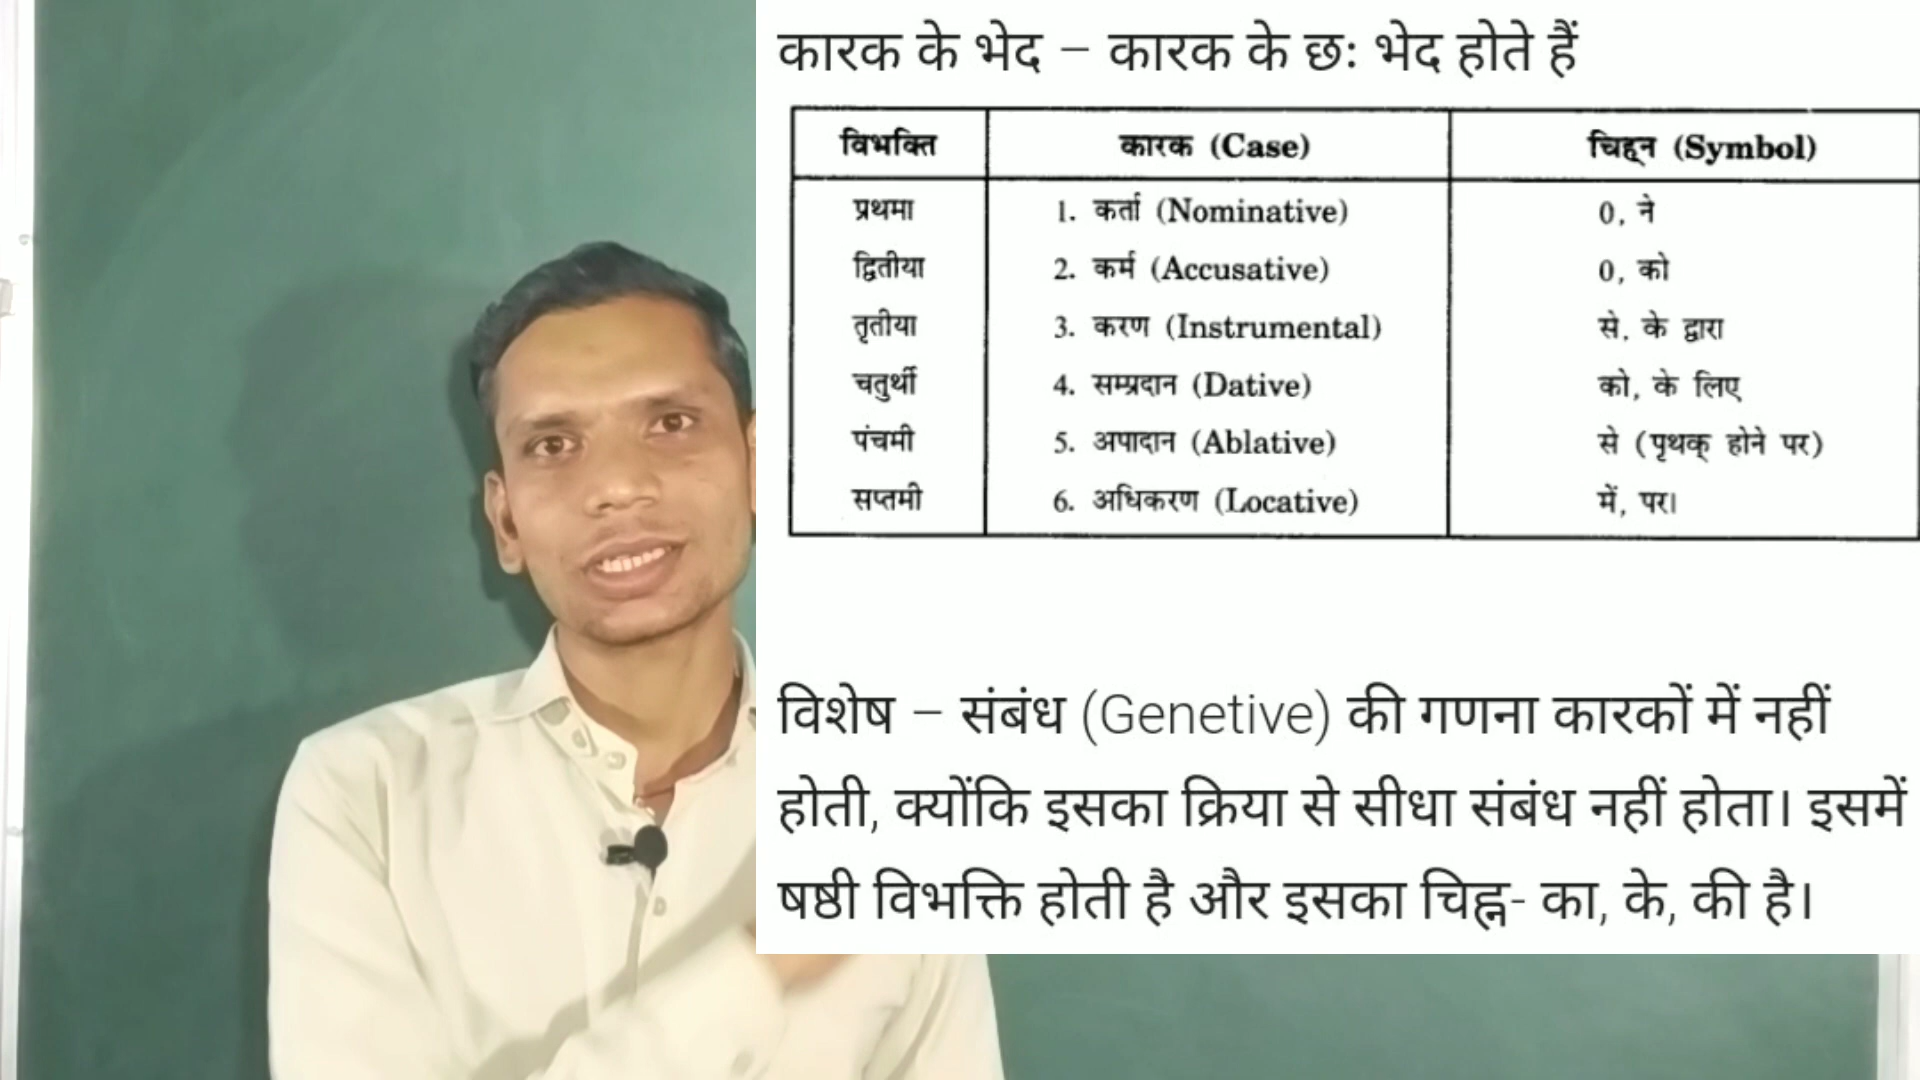 कारक के भेद – कारक के छः भेद होते हैं
विभक्ति कारक (Case) चिह्न (Symbol)
प्रथमा 1. कर्ता (Nominative) 0, ने
द्वितीया 2. कर्म (Accusative) 0, को
तृतीया 3. करण (Instrumental) से, के द्वारा
चतुर्थी 4. सम्प्रदान (Dative) को, के लिए
पंचमी 5. अपादान (Ablative) से (पृथक् होने पर)
सप्तमी 6. अधिकरण (Locative) में, पर।
विशेष – संबंध (Genetive) की गणना कारकों में नहीं
होती, क्योंकि इसका क्रिया से सीधा संबंध नहीं होता। इसमें
षष्ठी विभक्ति होती है और इसका चिह्न- का, के, की है।